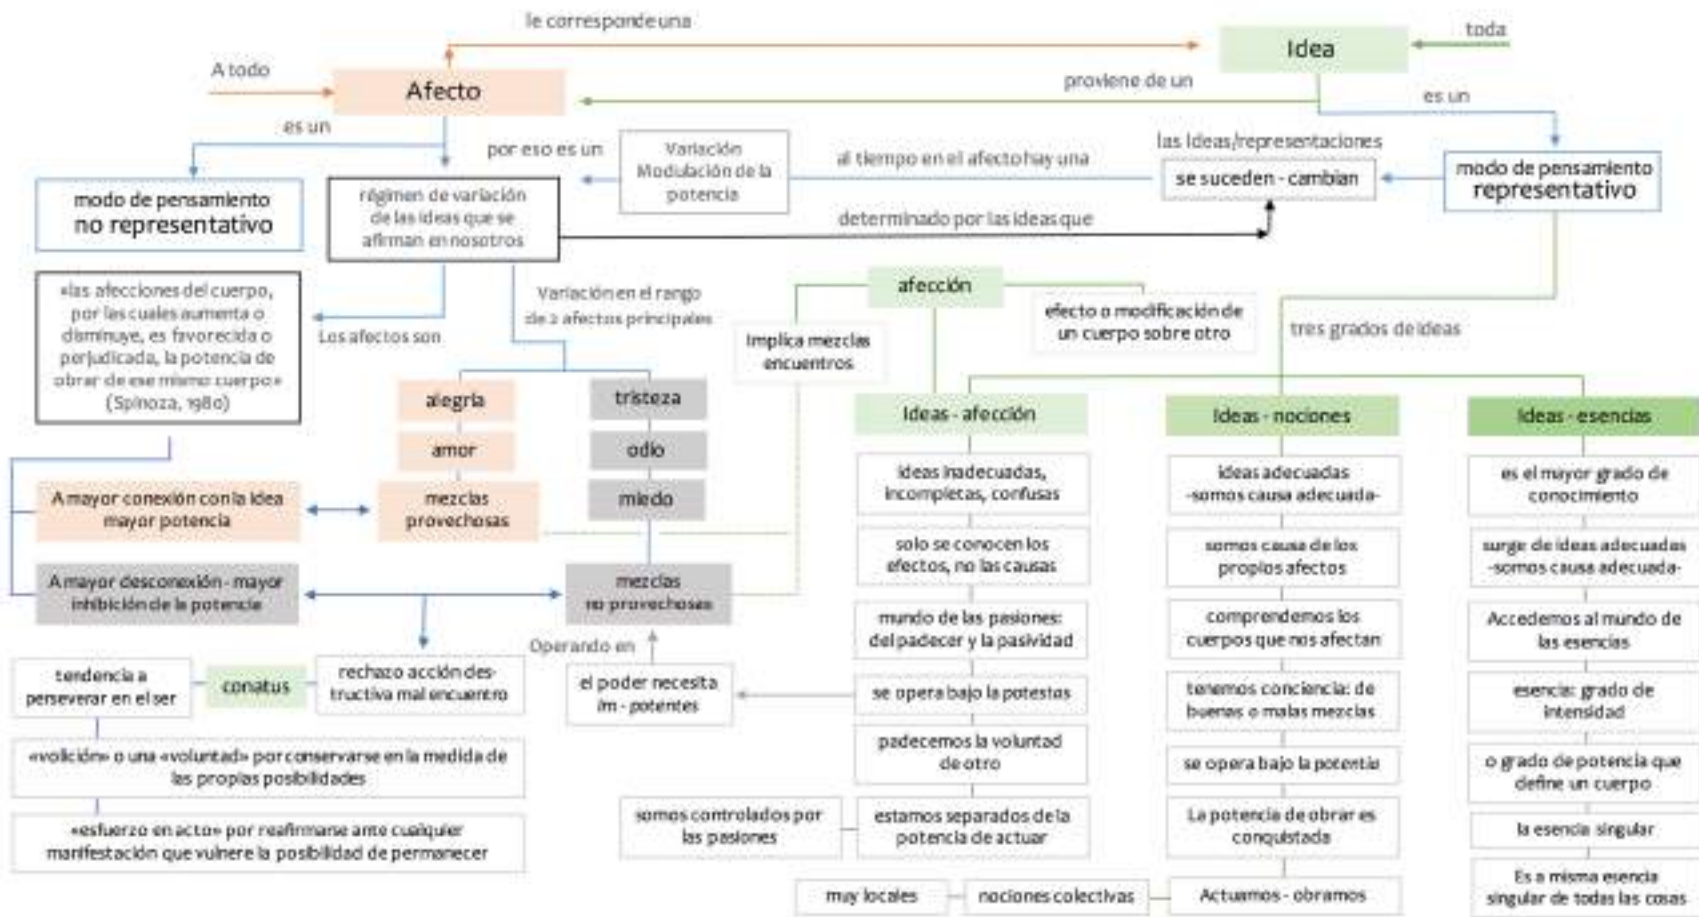 le corresponde una
Idea
toda
A todo
Afecto
proviene de un
es un
es un
por eso es un
Variación
Modulación de la
potencia
al tiempo en el afecto hay una
las Ideas/representaciones
se suceden - cambian
modo de pensamiento
representativo
modo de pensamiento
no representativo
régimen de variación
de las ideas que se
afirman en nosotros
determinado por las ideas que
«las afecciones del cuerpo,
por las cuales aumenta o
disminuye, es favorecida o
perjudicada, la potencia de
obrar de ese mismo cuerpo»
(Spinoza, 1980)
Los afectos son
Variación en el rango
de 2 afectos principales
afección
Implica mezclas
encuentros
efecto o modificación de
un cuerpo sobre otro
tres grados de ideas
alegría
amor
mezclas
provechosas
tristeza
odio
miedo
mezclas
no provechosas
A mayor conexión con la idea
mayor potencia
A mayor desconexión - mayor
inhibición de la potencia
Operando en
el poder necesita
im - potentes
tendencia a
perseverar en el ser
conatus
rechazo acción des-
tructiva mal encuentro
«volición» o una «voluntad» por conservarse en la medida de
las propias posibilidades
«esfuerzo en acto» por reafirmarse ante cualquier
manifestación que vulnere la posibilidad de permanecer
Ideas - afección
ideas inadecuadas,
incompletas, confusas
solo se conocen los
efectos, no las causas
mundo de las pasiones:
del padecer y la pasividad
se opera bajo la potestas
padecemos la voluntad
de otro
estamos separados de la
potencia de actuar
somos controlados por
las pasiones
Ideas - nociones
ideas adecuadas
-somos causa adecuada-
somos causa de los
propios afectos
comprendemos los
cuerpos que nos afectan
tenemos conciencia: de
buenas o malas mezclas
se opera bajo la potentia
La potencia de obrar es
conquistada
Actuamos - obramos
nociones colectivas
muy locales
Ideas - esencias
es el mayor grado de
conocimiento
surge de ideas adecuadas
-somos causa adecuada-
Accedemos al mundo de
las esencias
esencia: grado de
intensidad
o grado de potencia que
define un cuerpo
la esencia singular
Es a misma esencia
singular de todas las cosas